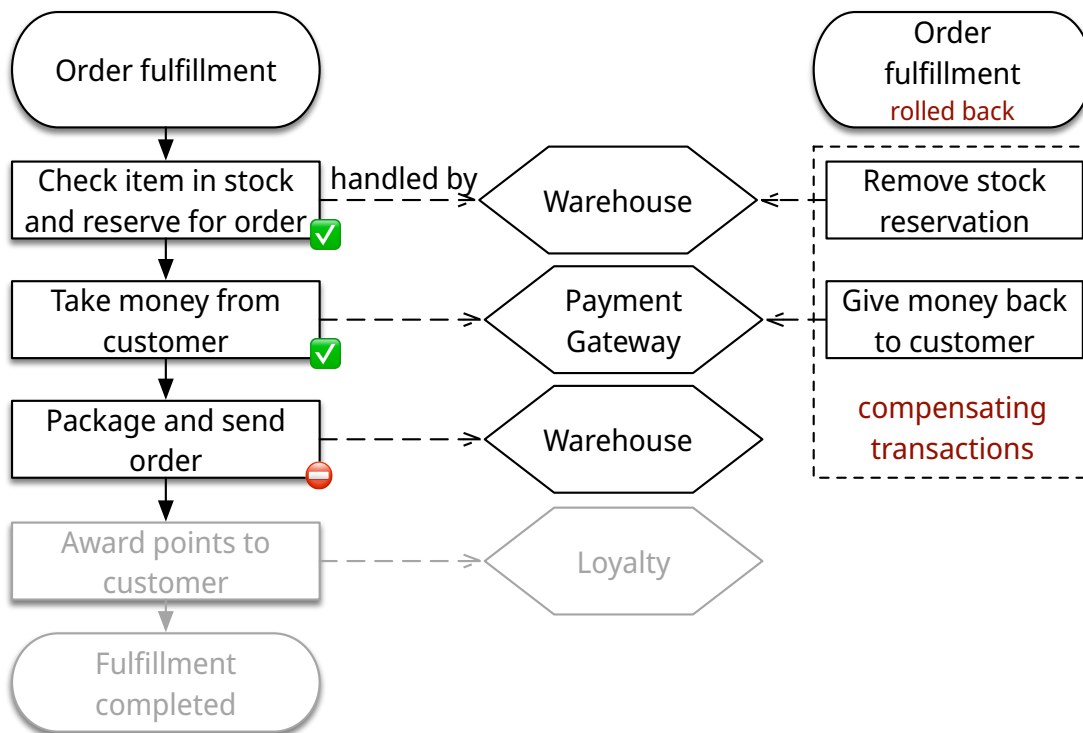 Order fulfillment
Order
fulfillment
rolled back
Check item in stock
and reserve for order
handled by
Warehouse
Remove stock
reservation
Take money from
customer
Payment
Gateway
Give money back
to customer
Package and send
order
Warehouse
compensating
transactions
Award points to
customer
Loyalty
Fulfillment
completed